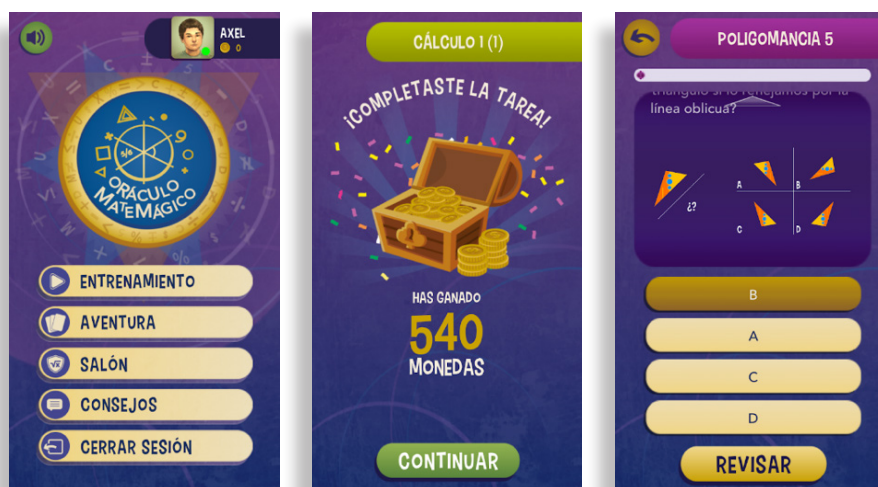 AXEL
0
ORÁCULO
MATEMÁGICO
ENTRENAMIENTO
AVENTURA
SALÓN
CONSEJOS
CERRAR SESIÓN
CÁLCULO 1 (1)
¡COMPLETASTE LA TAREA!
HAS GANADO
540
MONEDAS
CONTINUAR
POLIGOMANCIA 5
triángulo si lo reflejamos por la
línea oblicua?
¿?
A
B
C
D
B
A
C
D
REVISAR